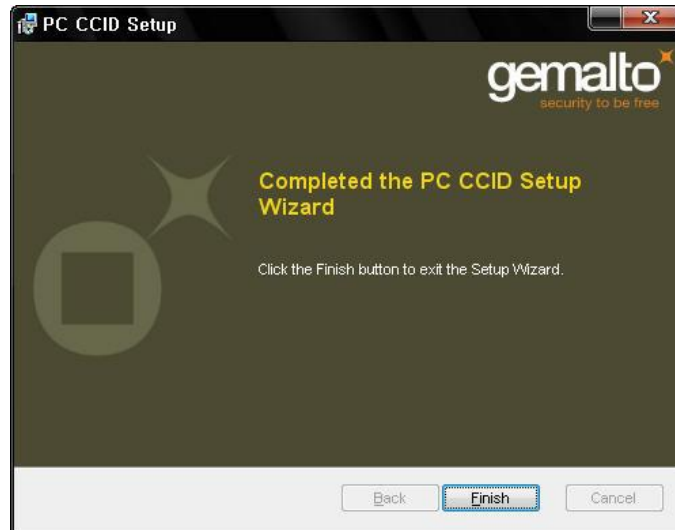 PC CCID Setup
gemalto
security to be free
Completed the PC CCID Setup
Wizard
Click the Finish button to exit the Setup Wizard.
Back Finish Cancel